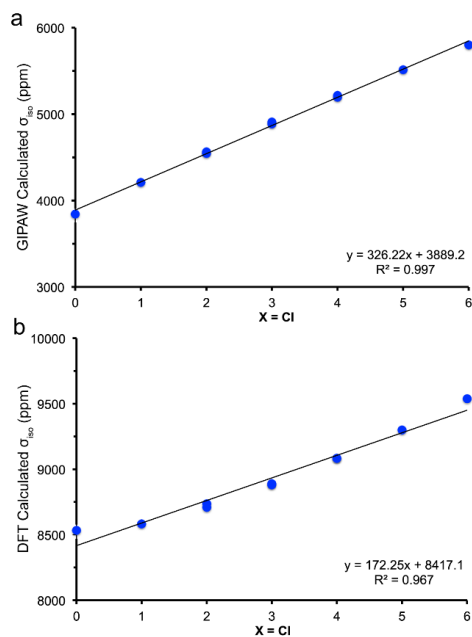 a
GIPAW Calculated σiso (ppm)
6000
5000
4000
3000
0 1 2 3 4 5 6
X = Cl
y = 326.22x + 3889.2
R² = 0.997
b
DFT Calculated σiso (ppm)
10000
9500
9000
8500
8000
0 1 2 3 4 5 6
X = Cl
y = 172.25x + 8417.1
R² = 0.967